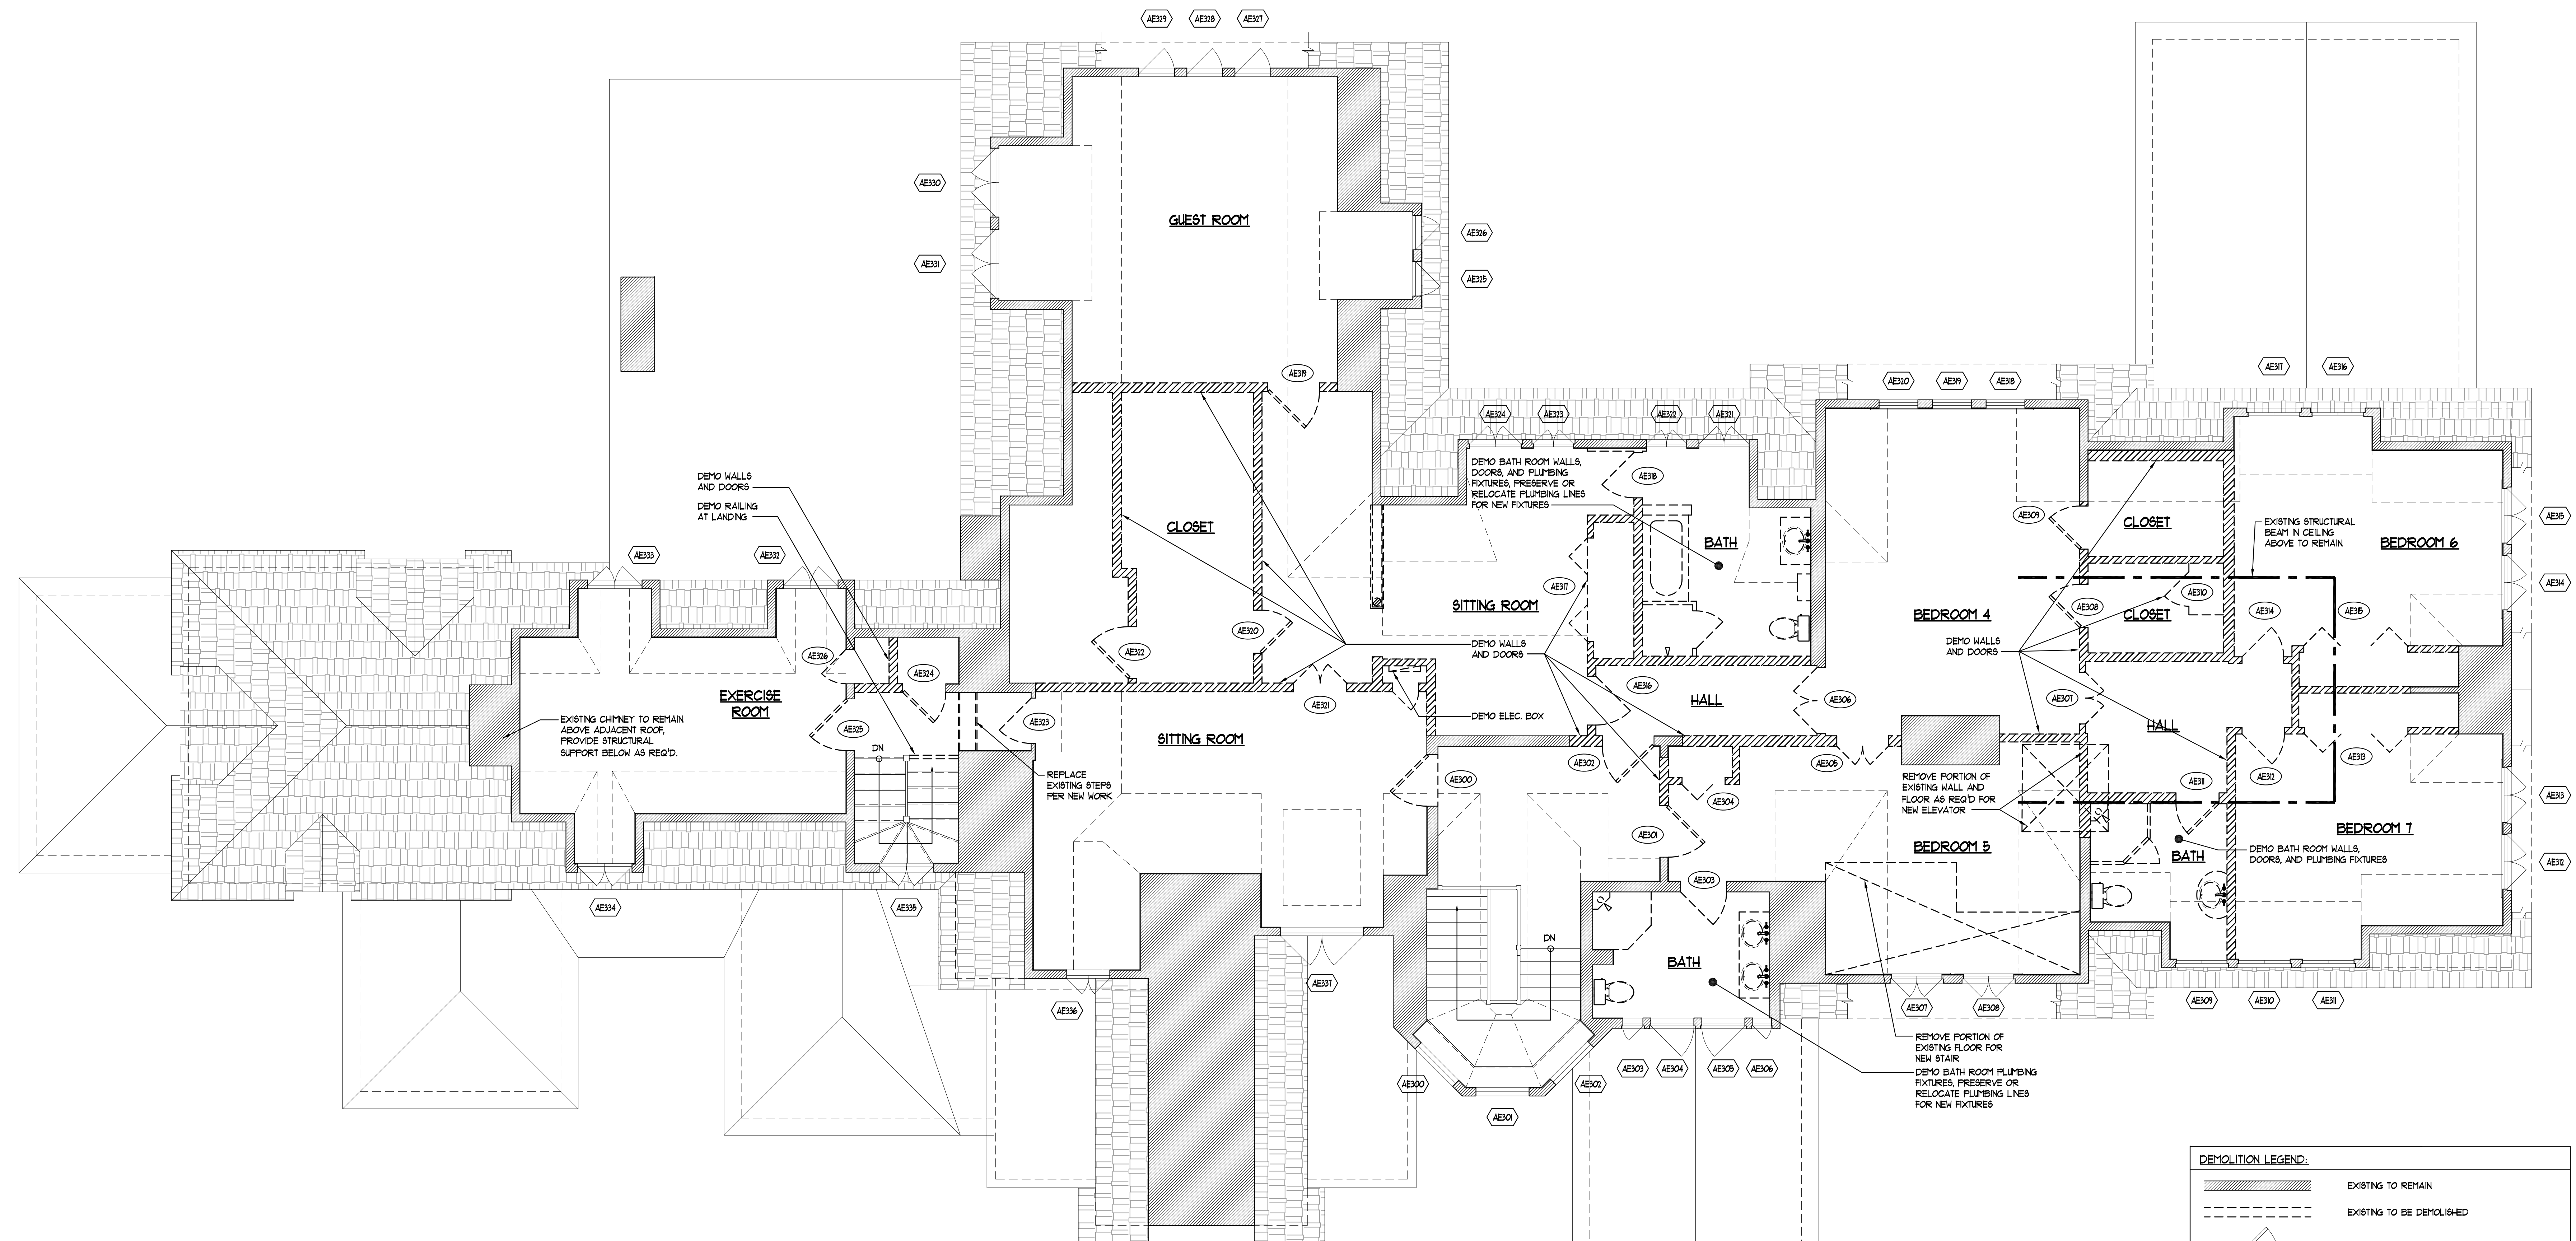 AE329 AE328 AE327
AE330
GUEST ROOM
AE326
AE331
AE325
AE319
AE317 AE316
AE320 AE319 AE318
AE324 AE323 AE322 AE321
DEMO WALLS
AND DOORS
DEMO RAILING
AT LANDING
DEMO BATH ROOM WALLS,
DOORS, AND PLUMBING
FIXTURES, PRESERVE OR
RELOCATE PLUMBING LINES
FOR NEW FIXTURES
AE318
CLOSET
BATH
AE309
CLOSET
EXISTING STRUCTURAL
BEAM IN CEILING
ABOVE TO REMAIN
BEDROOM 6
AE315
AE333 AE332
AE317
SITTING ROOM
AE314
AE310
AE308
CLOSET
BEDROOM 4
AE314 AE315
AE320
AE322
DEMO WALLS
AND DOORS
DEMO WALLS
AND DOORS
AE326
AE324
AE316
HALL
AE306
AE307
EXERCISE
ROOM
AE321
AE323
DEMO ELEC. BOX
HALL
EXISTING CHIMNEY TO REMAIN
ABOVE ADJACENT ROOF,
PROVIDE STRUCTURAL
SUPPORT BELOW AS REQ'D.
AE325
DN
SITTING ROOM
REPLACE
EXISTING STEPS
PER NEW WORK
AE300
AE302
AE305
AE304
REMOVE PORTION OF
EXISTING WALL AND
FLOOR AS REQ'D FOR
NEW ELEVATOR
AE311
AE312
AE313
AE313
AE301
BEDROOM 5
BEDROOM 7
BATH
DEMO BATH ROOM WALLS,
DOORS, AND PLUMBING FIXTURES
AE312
AE303
AE334
AE335
DN
BATH
AE336
AE337
AE307 AE308
AE309 AE310 AE311
REMOVE PORTION OF
EXISTING FLOOR FOR
NEW STAIR
DEMO BATH ROOM PLUMBING
FIXTURES, PRESERVE OR
RELOCATE PLUMBING LINES
FOR NEW FIXTURES
AE303 AE304 AE305 AE306
AE300
AE302
AE301
DEMOLITION LEGEND:
EXISTING TO REMAIN
EXISTING TO BE DEMOLISHED